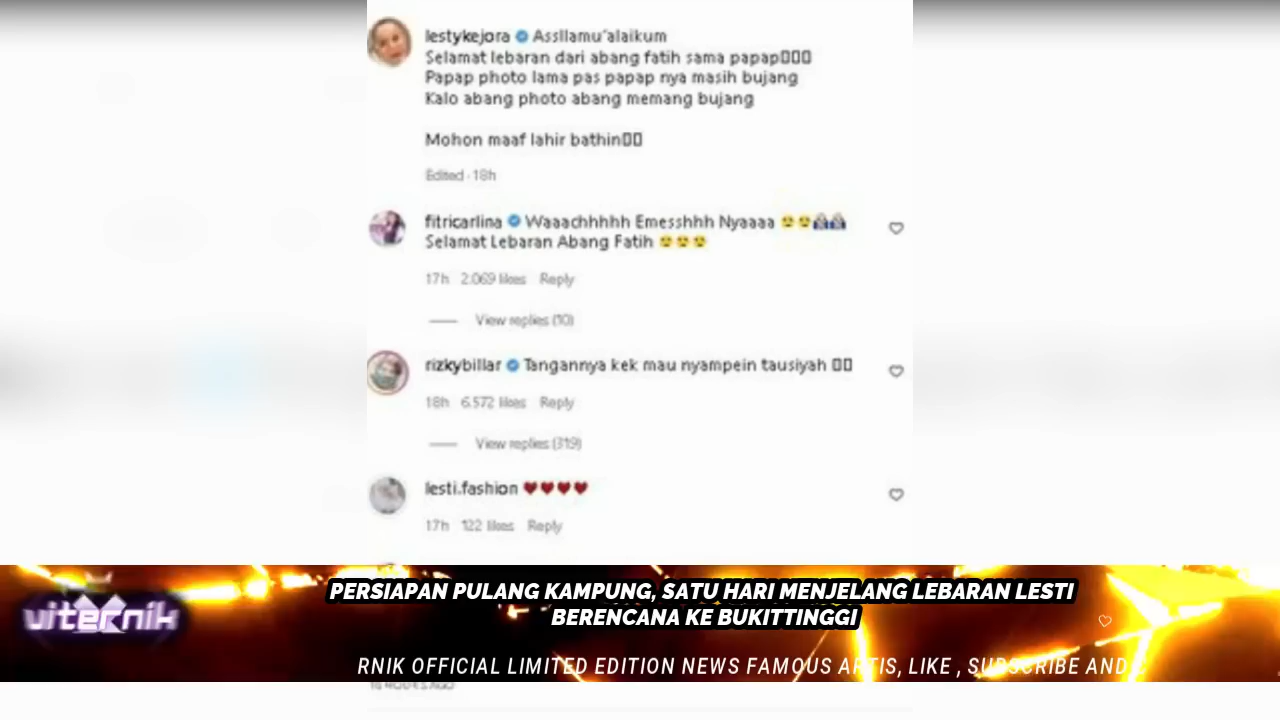 lestykejora Assllamu'alaikum
Selamat lebaran dari abang fatih sama papap
Papap photo lama pas papap nya masih bujang
Kalo abang photo abang memang bujang
Mohon maaf lahir bathin
Edited · 18h
fitricarlina Waaachhhhh Emesshhh Nyaaaa 😍😍
Selamat Lebaran Abang Fatih 😍😍😍
17h 2.069 likes Reply
View replies (10)
rizkybillar Tangannya kek mau nyampein tausiyah
18h 6.572 likes Reply
View replies (319)
lesti.fashion ❤❤❤❤
17h 122 likes Reply
viternik
PERSIAPAN PULANG KAMPUNG, SATU HARI MENJELANG LEBARAN LESTI
BERENCANA KE BUKITTINGGI
RNIK OFFICIAL LIMITED EDITION NEWS FAMOUS ARTIS, LIKE , SUBSCRIBE AND C
HOURS AGO